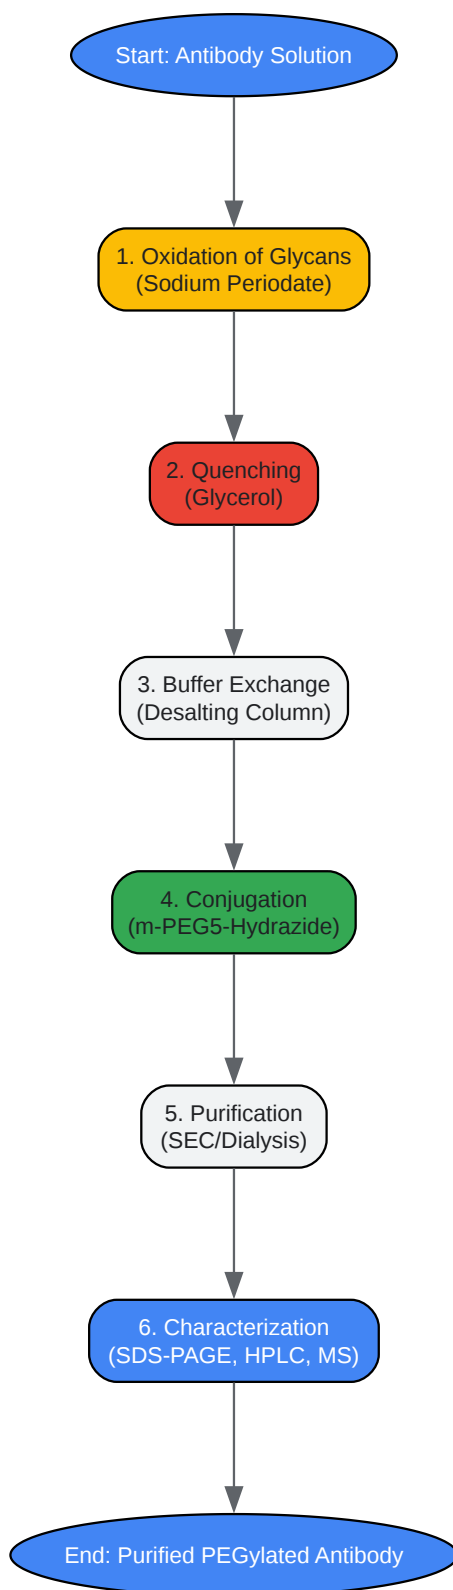 Start: Antibody Solution
1. Oxidation of Glycans
(Sodium Periodate)
2. Quenching
(Glycerol)
3. Buffer Exchange
(Desalting Column)
4. Conjugation
(m-PEG5-Hydrazide)
5. Purification
(SEC/Dialysis)
6. Characterization
(SDS-PAGE, HPLC, MS)
End: Purified PEGylated Antibody